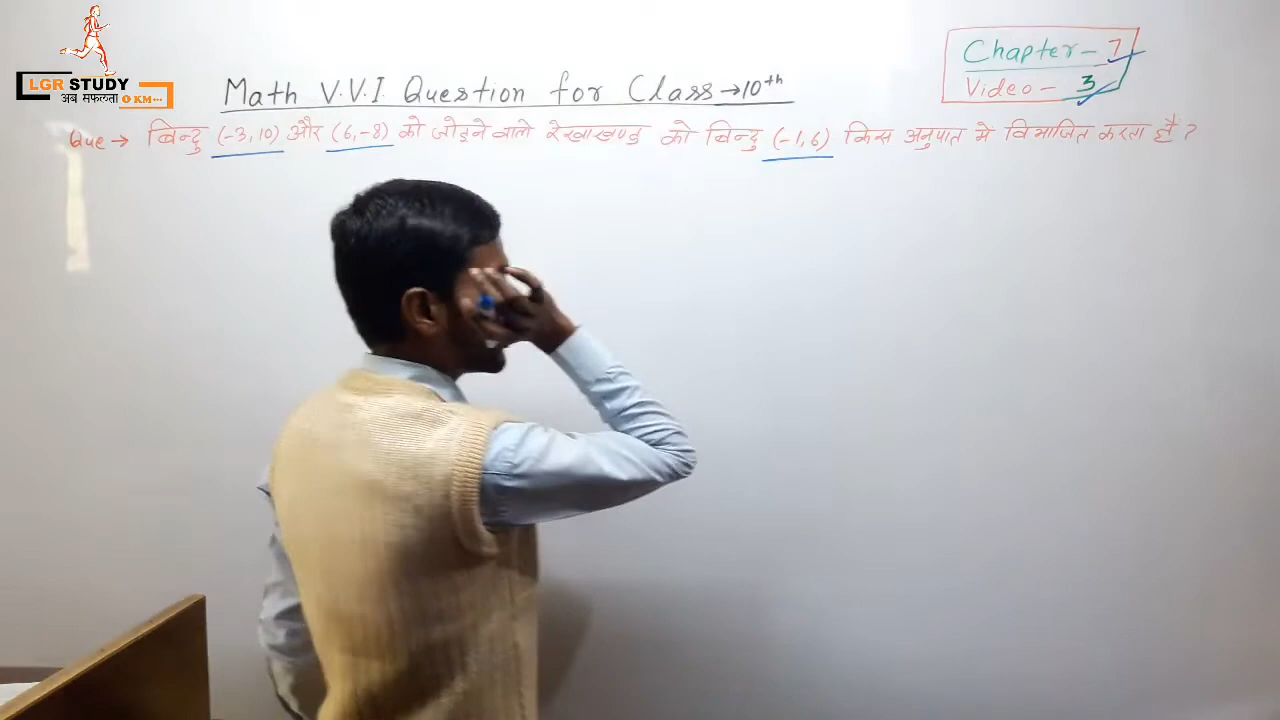 LGR STUDY
अब सफलता 0 KM...
Chapter - 7
Video - 3
Math V.V.I Question for Class → 10th
Que → बिन्दु (-3,10) और (6,-8) को जोड़ने वाले रेखाखण्ड को बिन्दु (-1,6) किस अनुपात मे विभाजित करता है ?